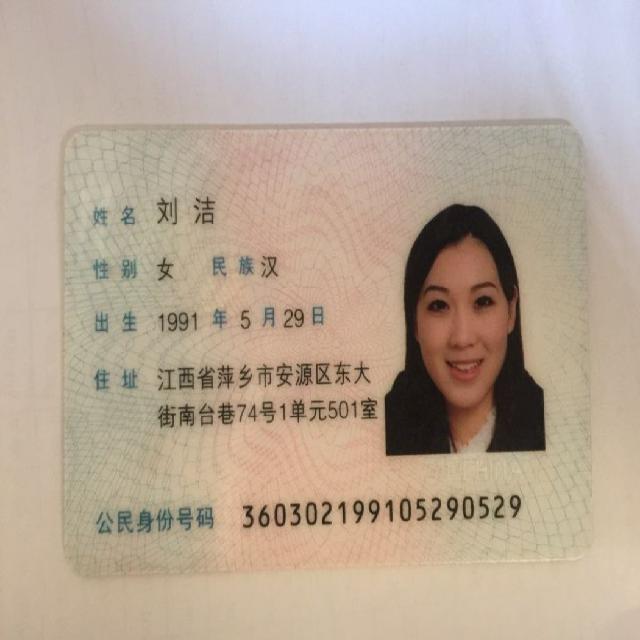 姓名 刘洁
性别 女 民族 汉
出生 1991 年 5 月 29 日
住址 江西省萍乡市安源区东大
街南台巷74号1单元501室
公民身份号码 360302199105290529